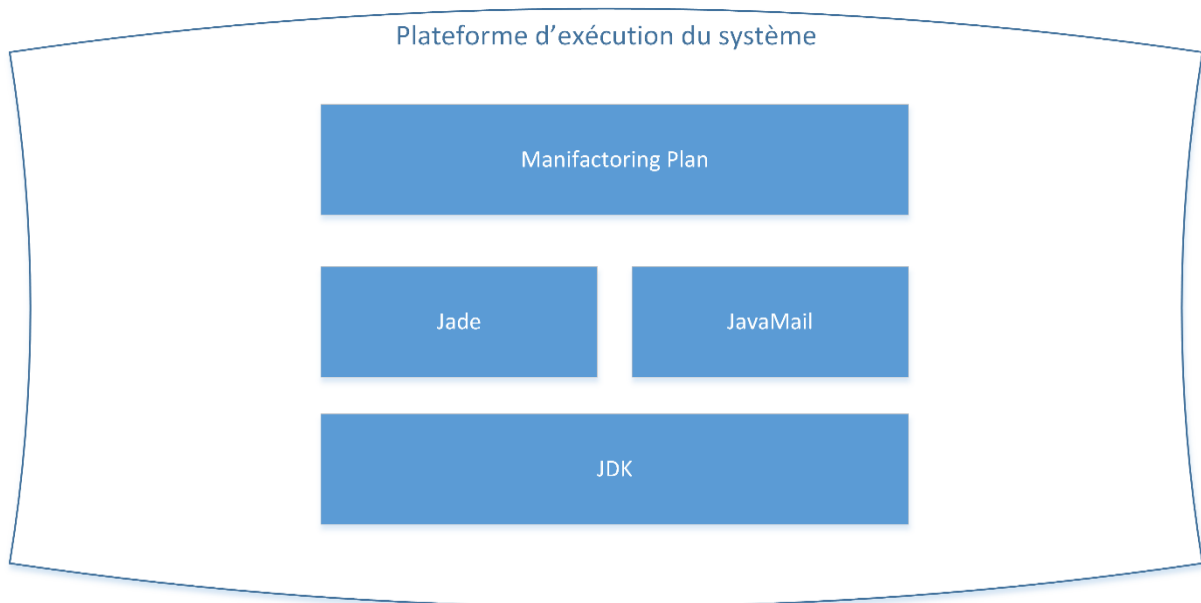 Plateforme d’exécution du système
Manifactoring Plan
Jade
JavaMail
JDK